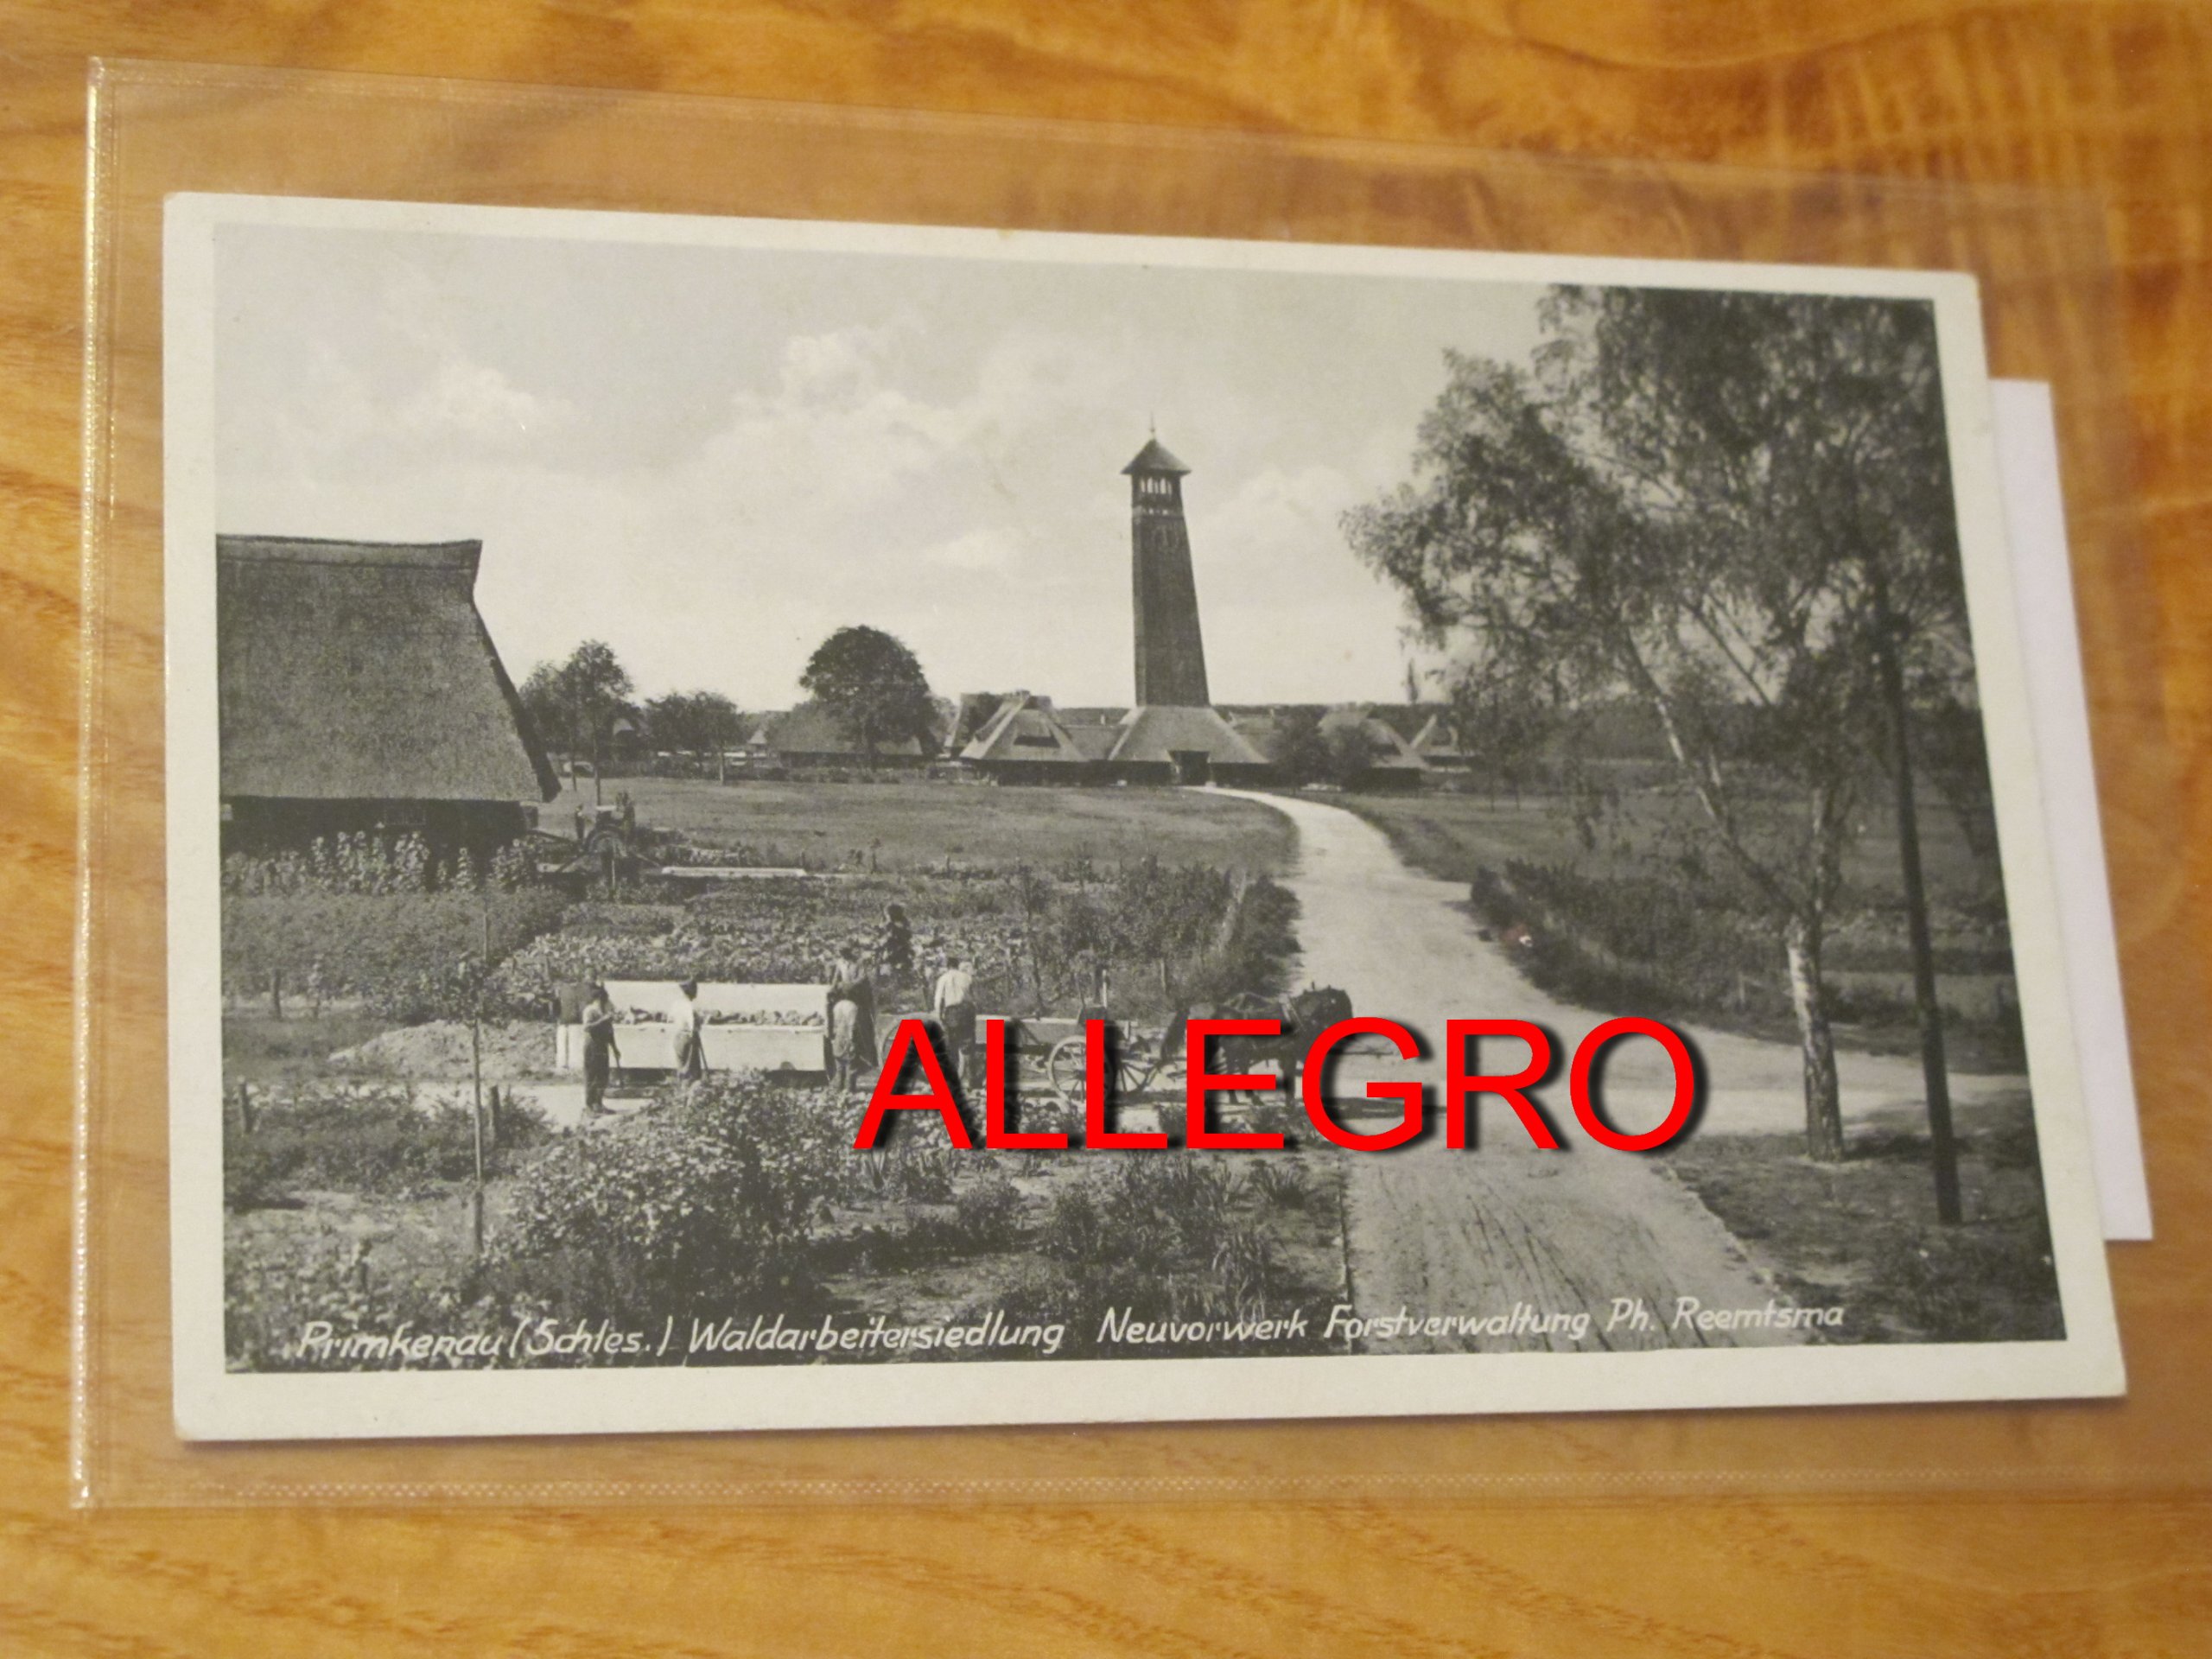 ALLEGRO
Primkenau (Schles.) Waldarbeitersiedlung Neuvorwerk Forstverwaltung Ph. Reemtsma